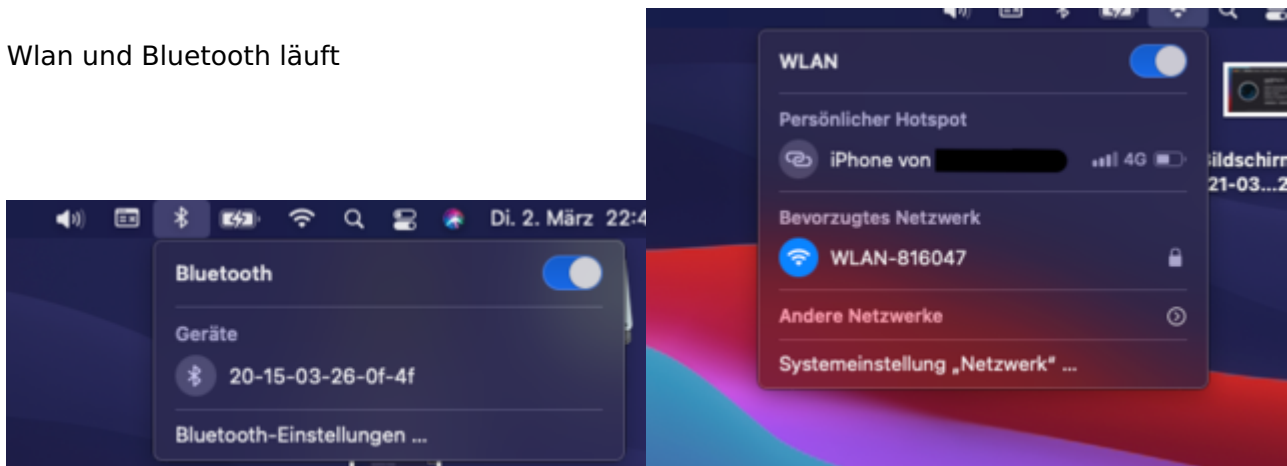 Wlan und Bluetooth läuft
Di. 2. März 22:4
Bluetooth
Geräte
20-15-03-26-0f-4f
Bluetooth-Einstellungen ...
WLAN
Persönlicher Hotspot
iPhone von
4G
Bevorzugtes Netzwerk
WLAN-816047
Andere Netzwerke
Systemeinstellung „Netzwerk“ ...
ildschirm
21-03...2